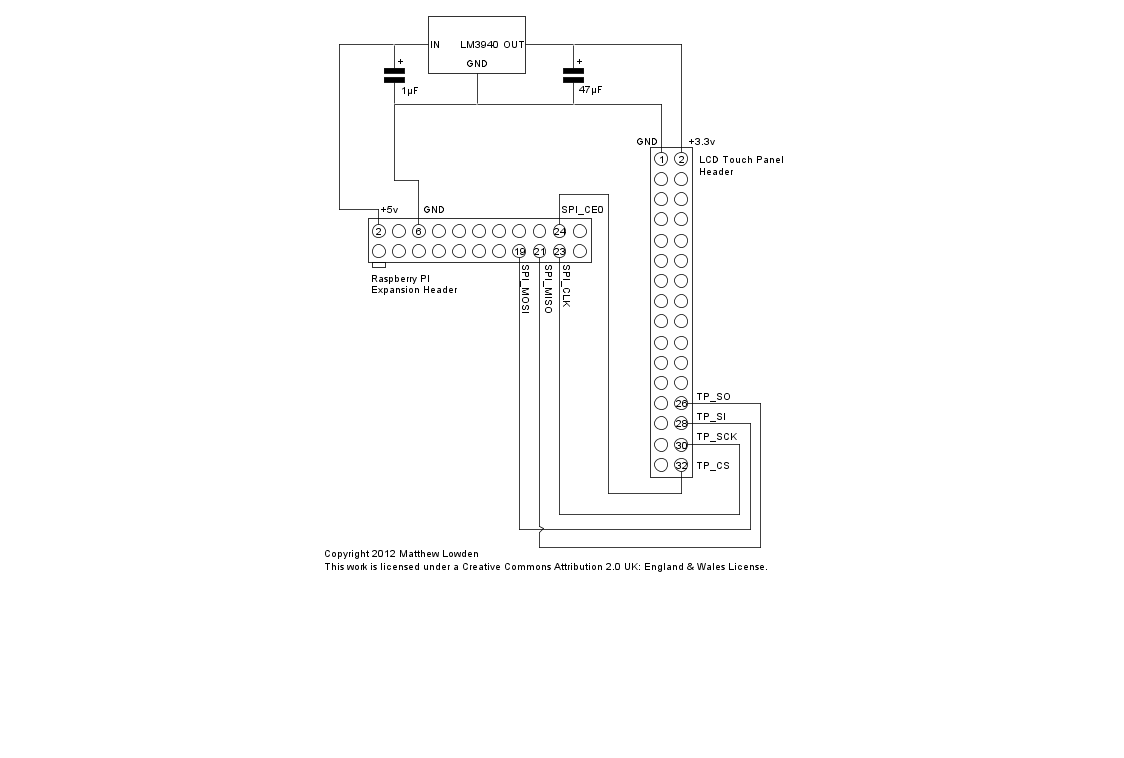 IN LM3940 OUT
GND
+ +
1µF 47µF
GND +3.3v
1 2
LCD Touch Panel
Header
+5v GND SPI_CE0
2 6 24
19 21 23
Raspberry PI
Expansion Header
SPI_MOSI
SPI_MISO
SPI_CLK
26 TP_SO
28 TP_SI
30 TP_SCK
32 TP_CS
Copyright 2012 Matthew Lowden
This work is licensed under a Creative Commons Attribution 2.0 UK: England & Wales License.